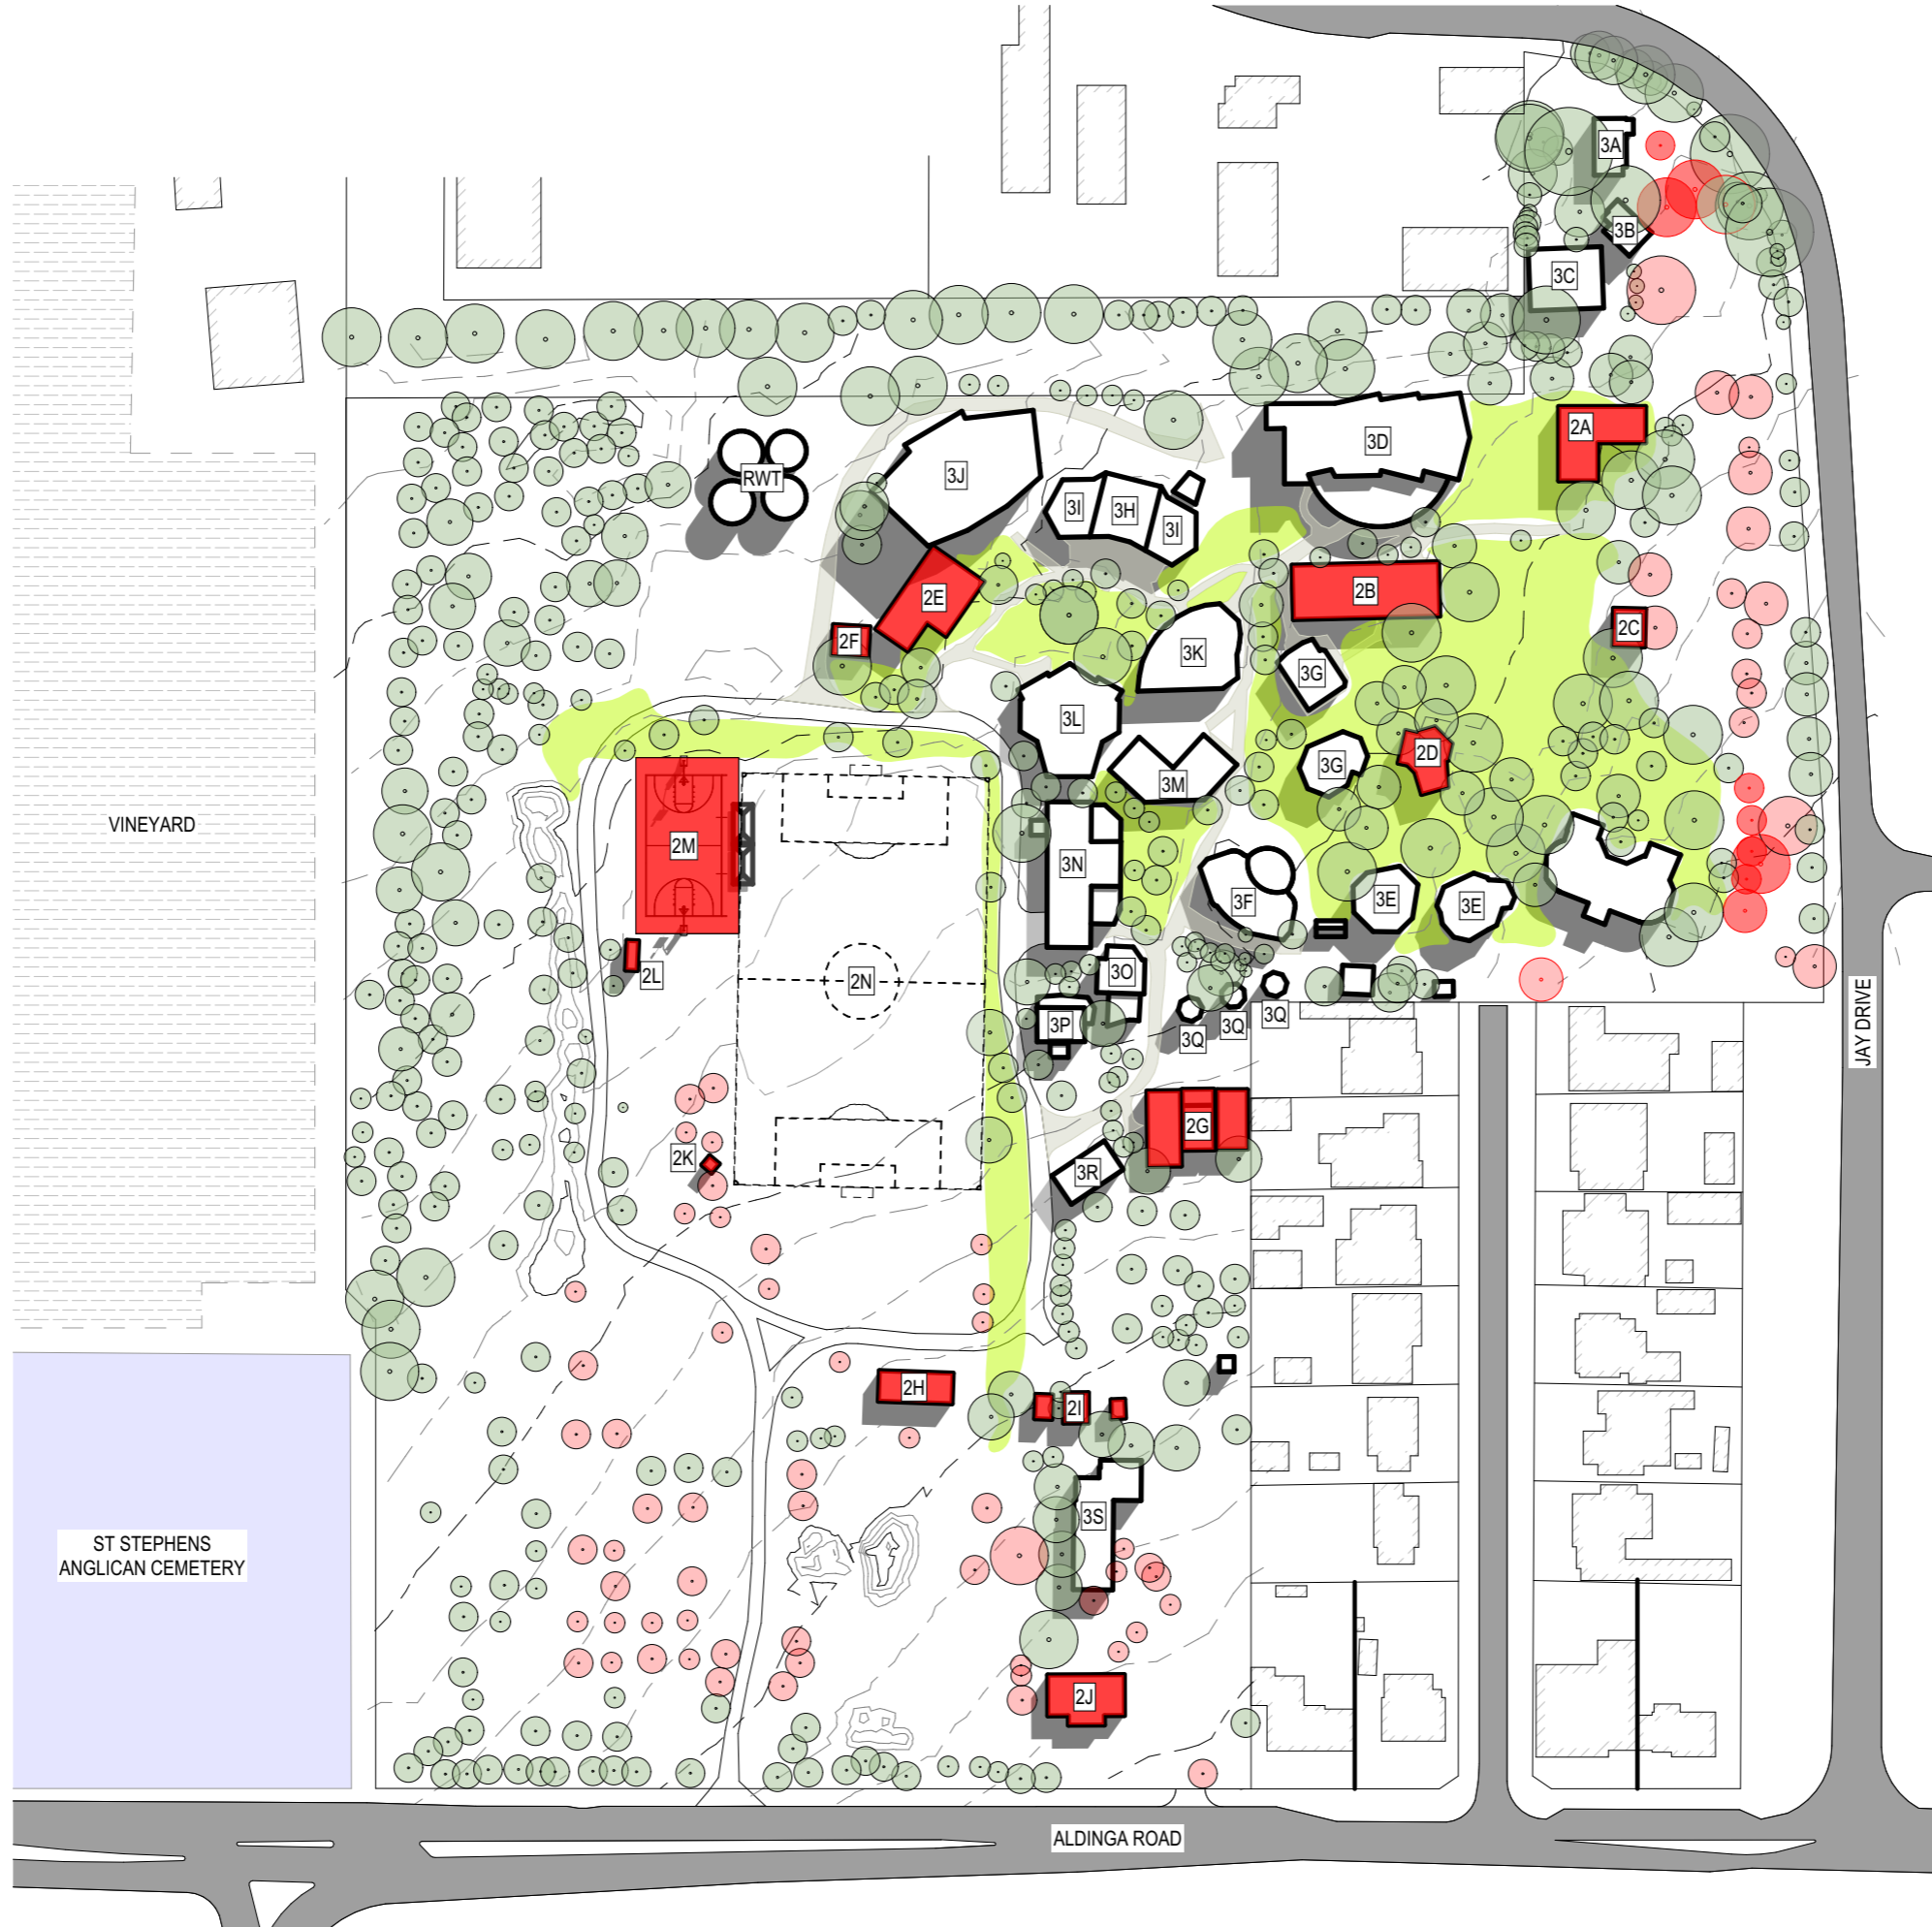 3A
3B
3C
2A
3D
3J
RWT
3I
3H
3I
2E
2B
2F
2C
3K
3G
3L
2D
3G
3M
VINEYARD
2M
3N
3F
3E
3E
2L
3O
2N
3P
3Q
3Q
3Q
JAY DRIVE
2G
2K
3R
2H
2I
3S
ST STEPHENS
ANGLICAN CEMETERY
2J
ALDINGA ROAD